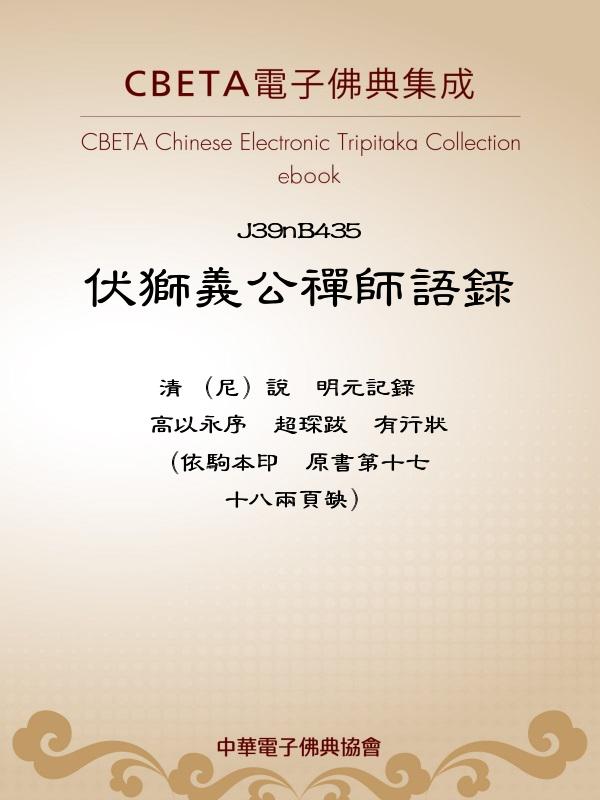 CBETA電子佛典集成
CBETA Chinese Electronic Tripitaka Collection
ebook
J39nB435
伏獅義公禪師語錄
清 （尼）說　明元記錄
高以永序　超琛跋　有行狀
（依駒本印　原書第十七
十八兩頁缺）
中華電子佛典協會